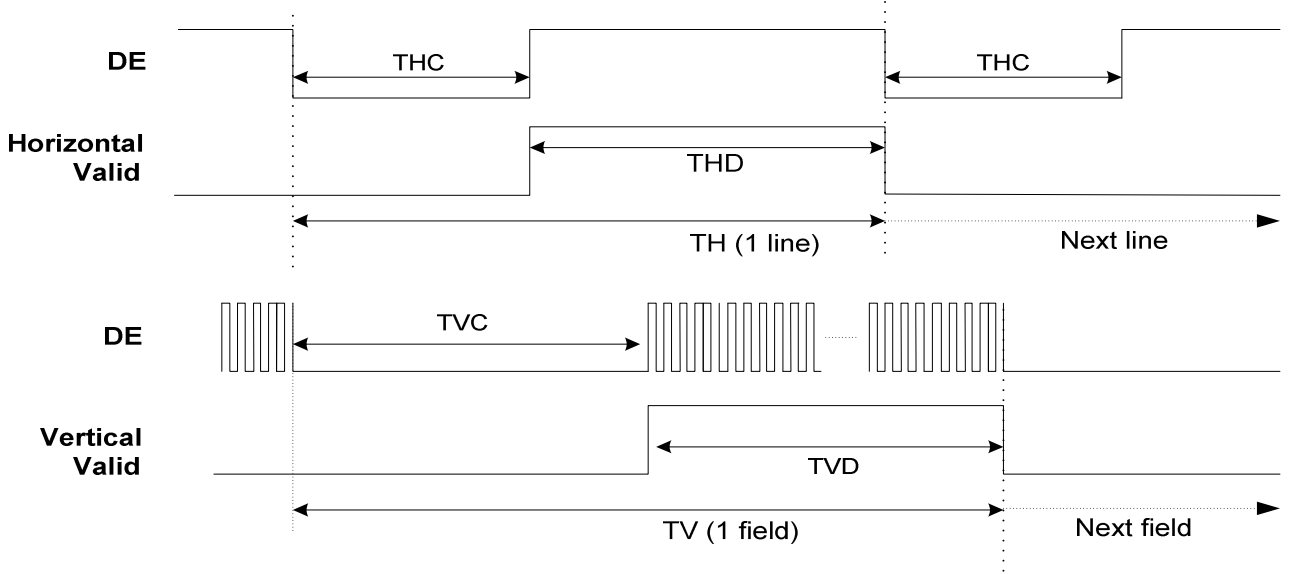 DE
THC
THC
Horizontal
Valid
THD
TH (1 line)
Next line
DE
TVC
Vertical
Valid
TVD
TV (1 field)
Next field